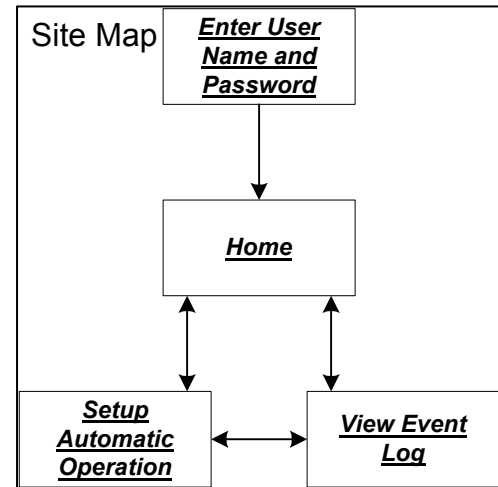 Site Map
Enter User
Name and
Password
Home
Setup
Automatic
Operation
View Event
Log